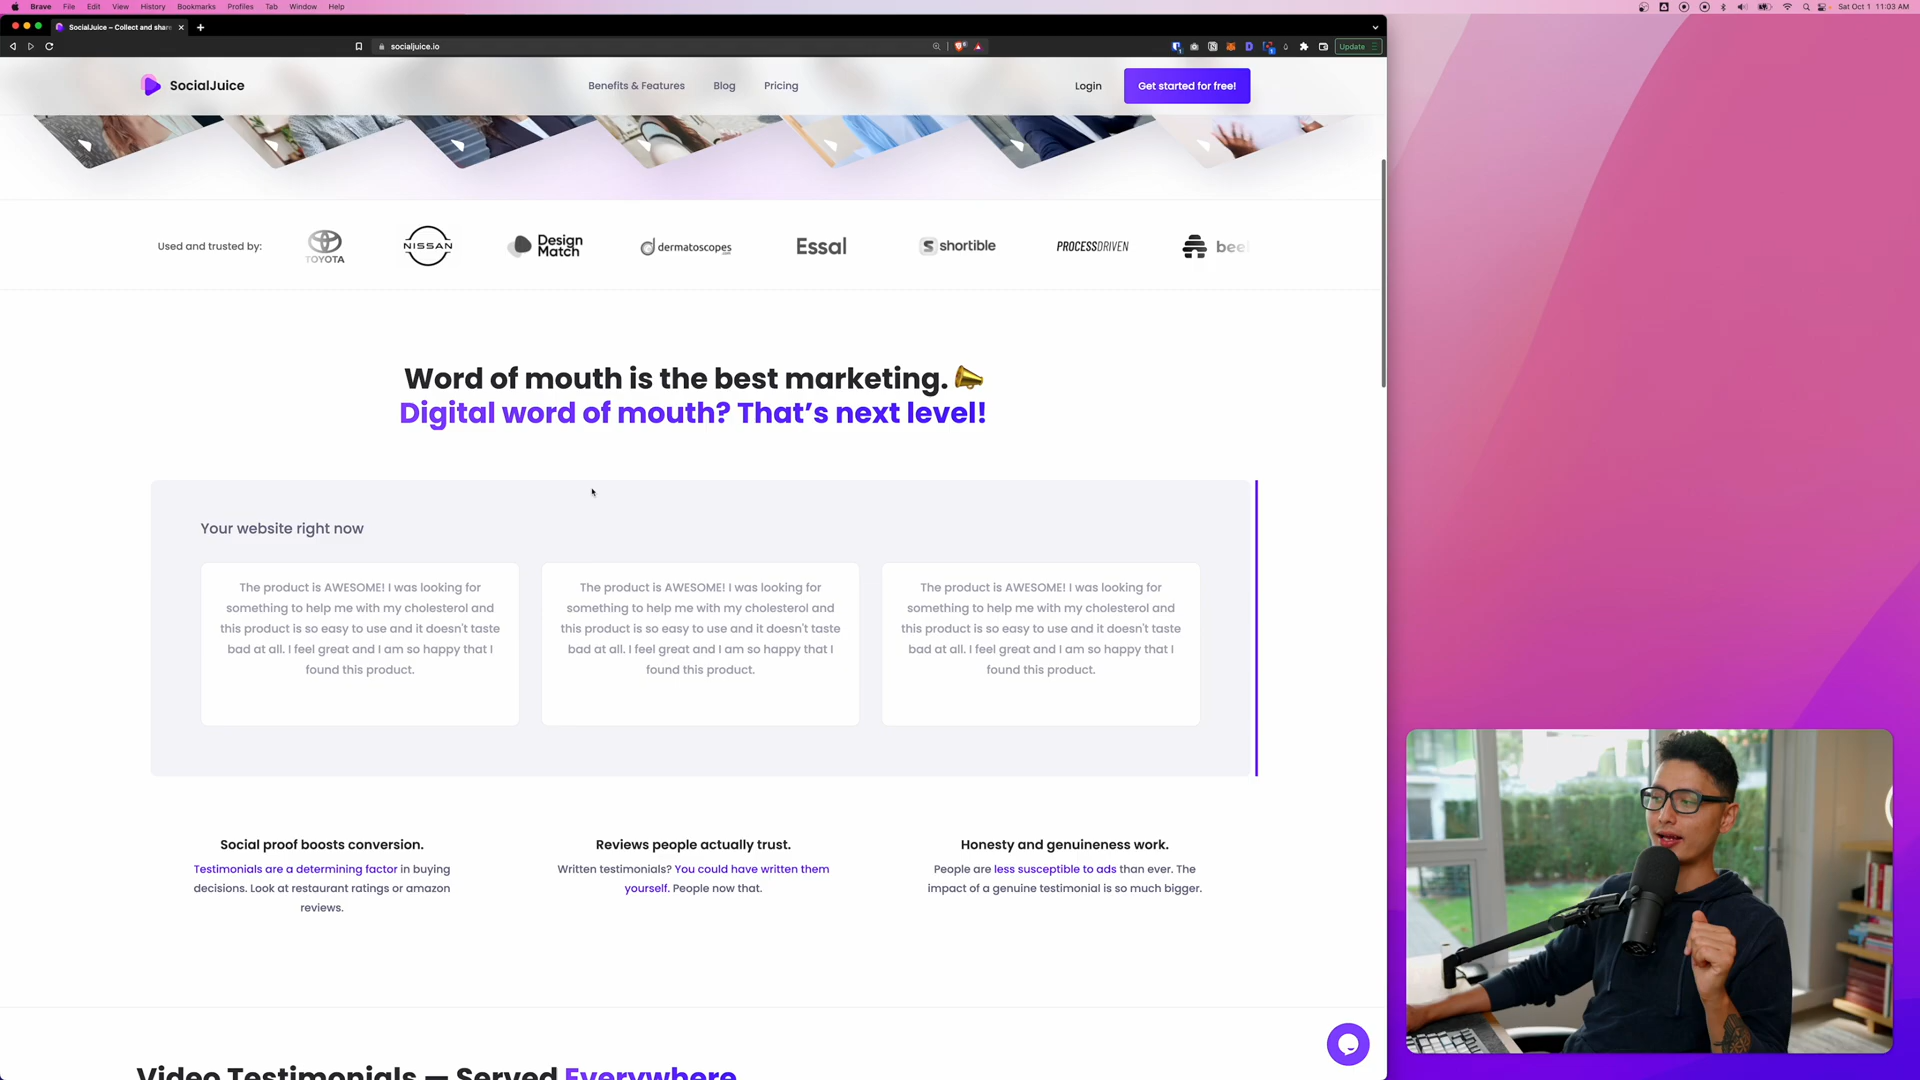 Brave File Edit View History Bookmarks Profiles Tab Window Help
Sat Oct 1 11:03 AM
SocialJuice – Collect and shar
socialjuice.io
Update
SocialJuice
Benefits & Features Blog Pricing
Login
Get started for free!
Used and trusted by:
TOYOTA
NISSAN
Design
Match
dermatoscopes
Essal
shortible
PROCESSDRIVEN
bee
Word of mouth is the best marketing.
Digital word of mouth? That's next level!
Your website right now
The product is AWESOME! I was looking for
something to help me with my cholesterol and
this product is so easy to use and it doesn't taste
bad at all. I feel great and I am so happy that I
found this product.
The product is AWESOME! I was looking for
something to help me with my cholesterol and
this product is so easy to use and it doesn't taste
bad at all. I feel great and I am so happy that I
found this product.
The product is AWESOME! I was looking for
something to help me with my cholesterol and
this product is so easy to use and it doesn't taste
bad at all. I feel great and I am so happy that I
found this product.
Social proof boosts conversion.
Testimonials are a determining factor in buying
decisions. Look at restaurant ratings or amazon
reviews.
Reviews people actually trust.
Written testimonials? You could have written them
yourself. People now that.
Honesty and genuineness work.
People are less susceptible to ads than ever. The
impact of a genuine testimonial is so much bigger.
Video Testimonials — Served Everywhere